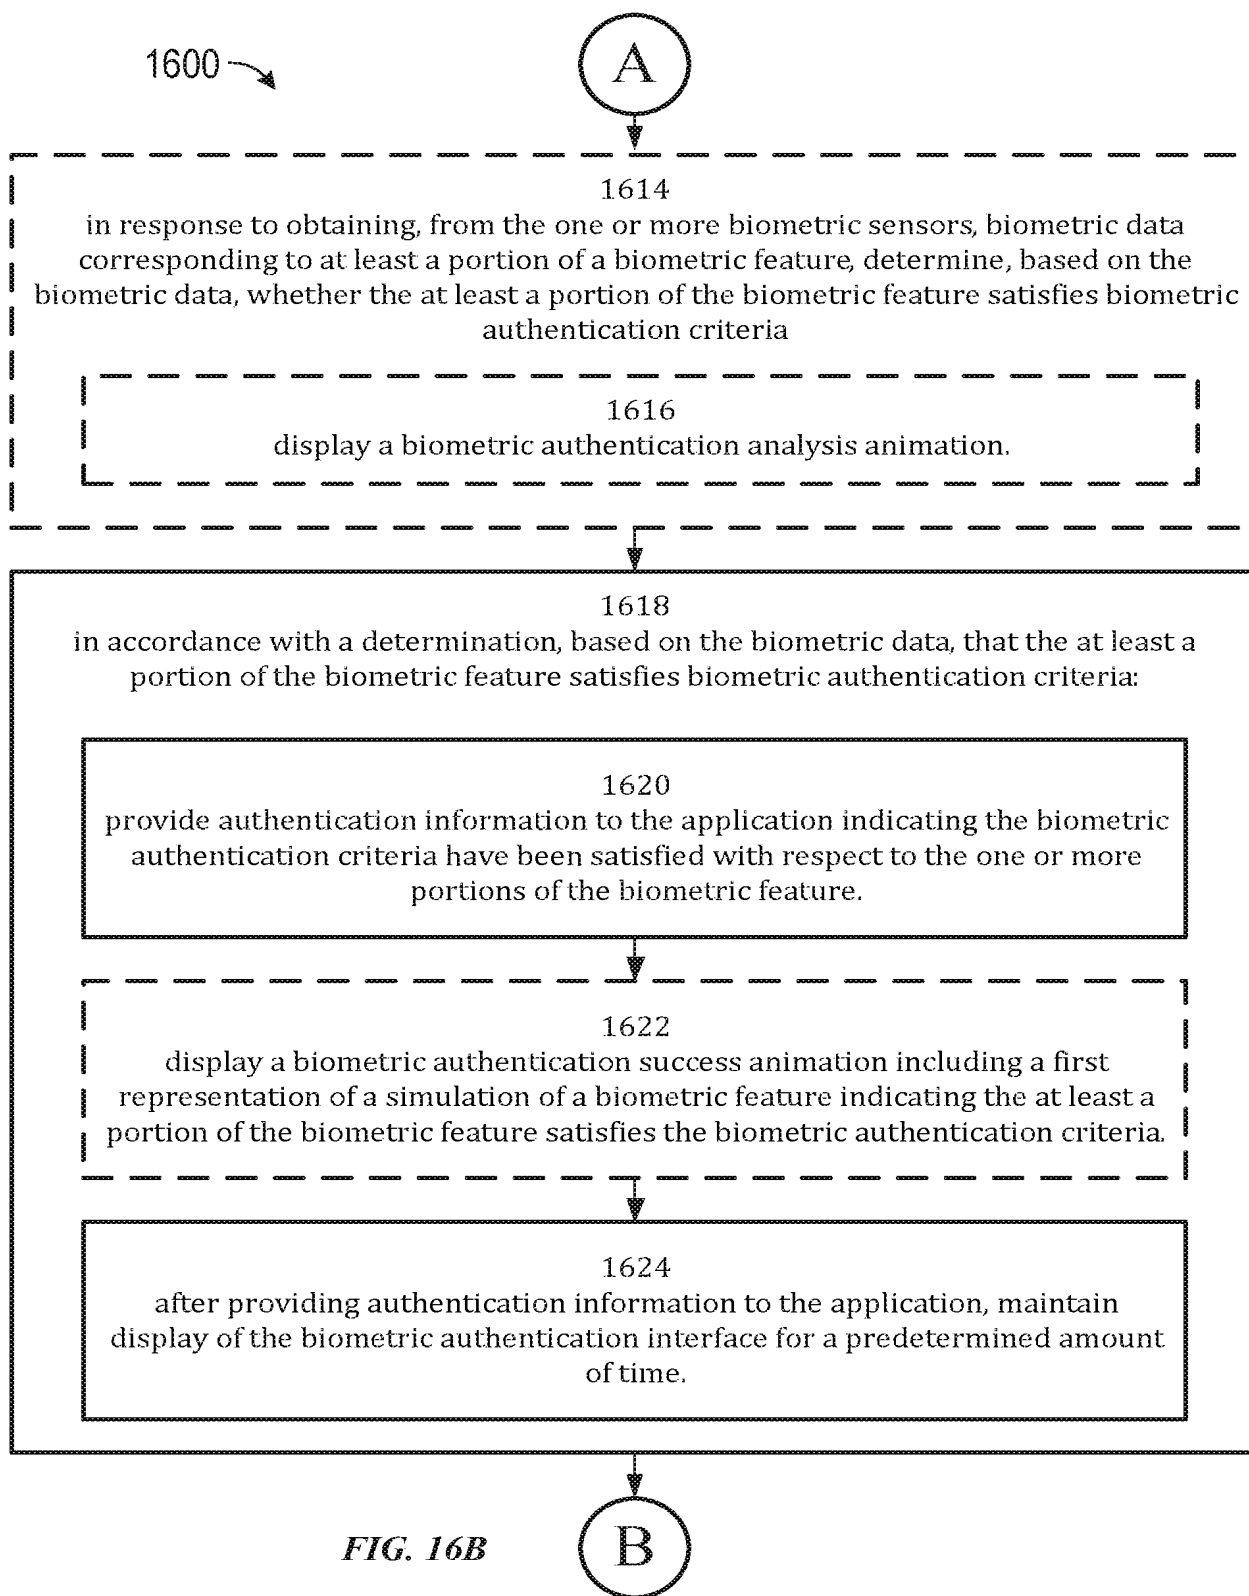 1600
A
1614
in response to obtaining, from the one or more biometric sensors, biometric data
corresponding to at least a portion of a biometric feature, determine, based on the
biometric data, whether the at least a portion of the biometric feature satisfies biometric
authentication criteria
1616
display a biometric authentication analysis animation.
1618
in accordance with a determination, based on the biometric data, that the at least a
portion of the biometric feature satisfies biometric authentication criteria:
1620
provide authentication information to the application indicating the biometric
authentication criteria have been satisfied with respect to the one or more
portions of the biometric feature.
1622
display a biometric authentication success animation including a first
representation of a simulation of a biometric feature indicating the at least a
portion of the biometric feature satisfies the biometric authentication criteria.
1624
after providing authentication information to the application, maintain
display of the biometric authentication interface for a predetermined amount
of time.
FIG. 16B
B